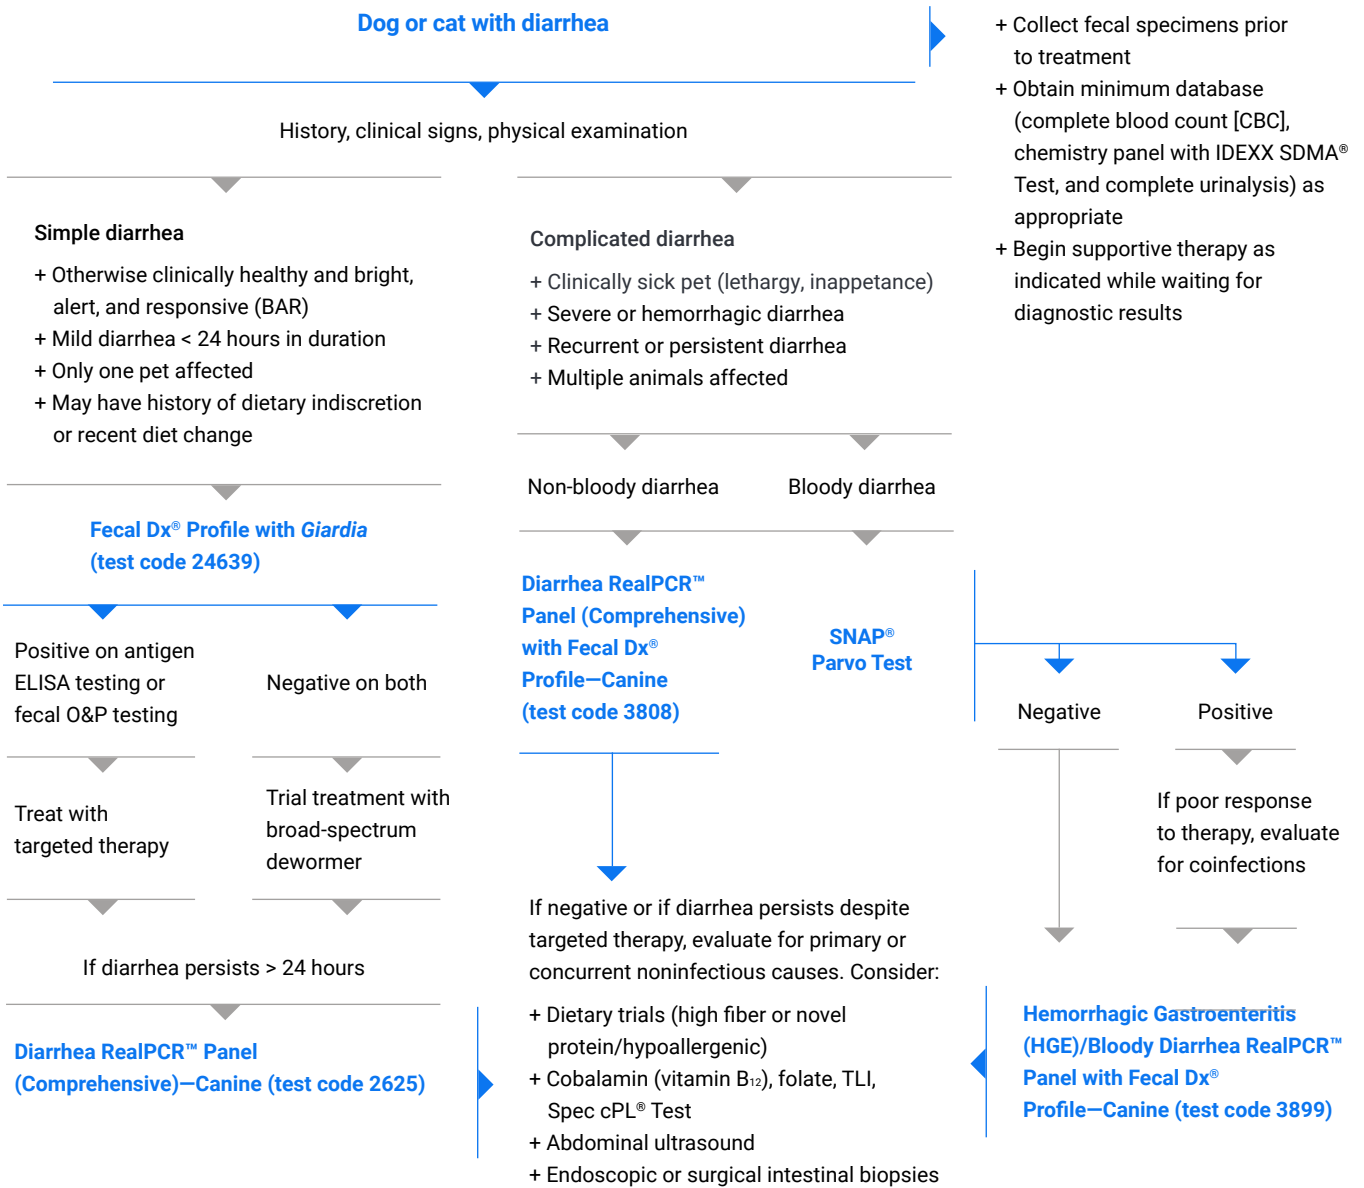 Dog or cat with diarrhea
+ Collect fecal specimens prior
to treatment
+ Obtain minimum database
(complete blood count [CBC],
chemistry panel with IDEXX SDMA®
Test, and complete urinalysis) as
appropriate
+ Begin supportive therapy as
indicated while waiting for
diagnostic results
History, clinical signs, physical examination
Simple diarrhea
+ Otherwise clinically healthy and bright,
alert, and responsive (BAR)
+ Mild diarrhea < 24 hours in duration
+ Only one pet affected
+ May have history of dietary indiscretion
or recent diet change
Fecal Dx® Profile with Giardia
(test code 24639)
Positive on antigen
ELISA testing or
fecal O&P testing
Negative on both
Treat with
targeted therapy
Trial treatment with
broad-spectrum
dewormer
If diarrhea persists > 24 hours
Diarrhea RealPCR™ Panel
(Comprehensive)—Canine (test code 2625)
Complicated diarrhea
+ Clinically sick pet (lethargy, inappetance)
+ Severe or hemorrhagic diarrhea
+ Recurrent or persistent diarrhea
+ Multiple animals affected
Non-bloody diarrhea
Bloody diarrhea
Diarrhea RealPCR™
Panel (Comprehensive)
with Fecal Dx®
Profile—Canine
(test code 3808)
SNAP®
Parvo Test
Negative
Positive
If poor response
to therapy, evaluate
for coinfections
If negative or if diarrhea persists despite
targeted therapy, evaluate for primary or
concurrent noninfectious causes. Consider:
+ Dietary trials (high fiber or novel
protein/hypoallergenic)
+ Cobalamin (vitamin B₁₂), folate, TLI,
Spec cPL® Test
+ Abdominal ultrasound
+ Endoscopic or surgical intestinal biopsies
Hemorrhagic Gastroenteritis
(HGE)/Bloody Diarrhea RealPCR™
Panel with Fecal Dx®
Profile—Canine (test code 3899)